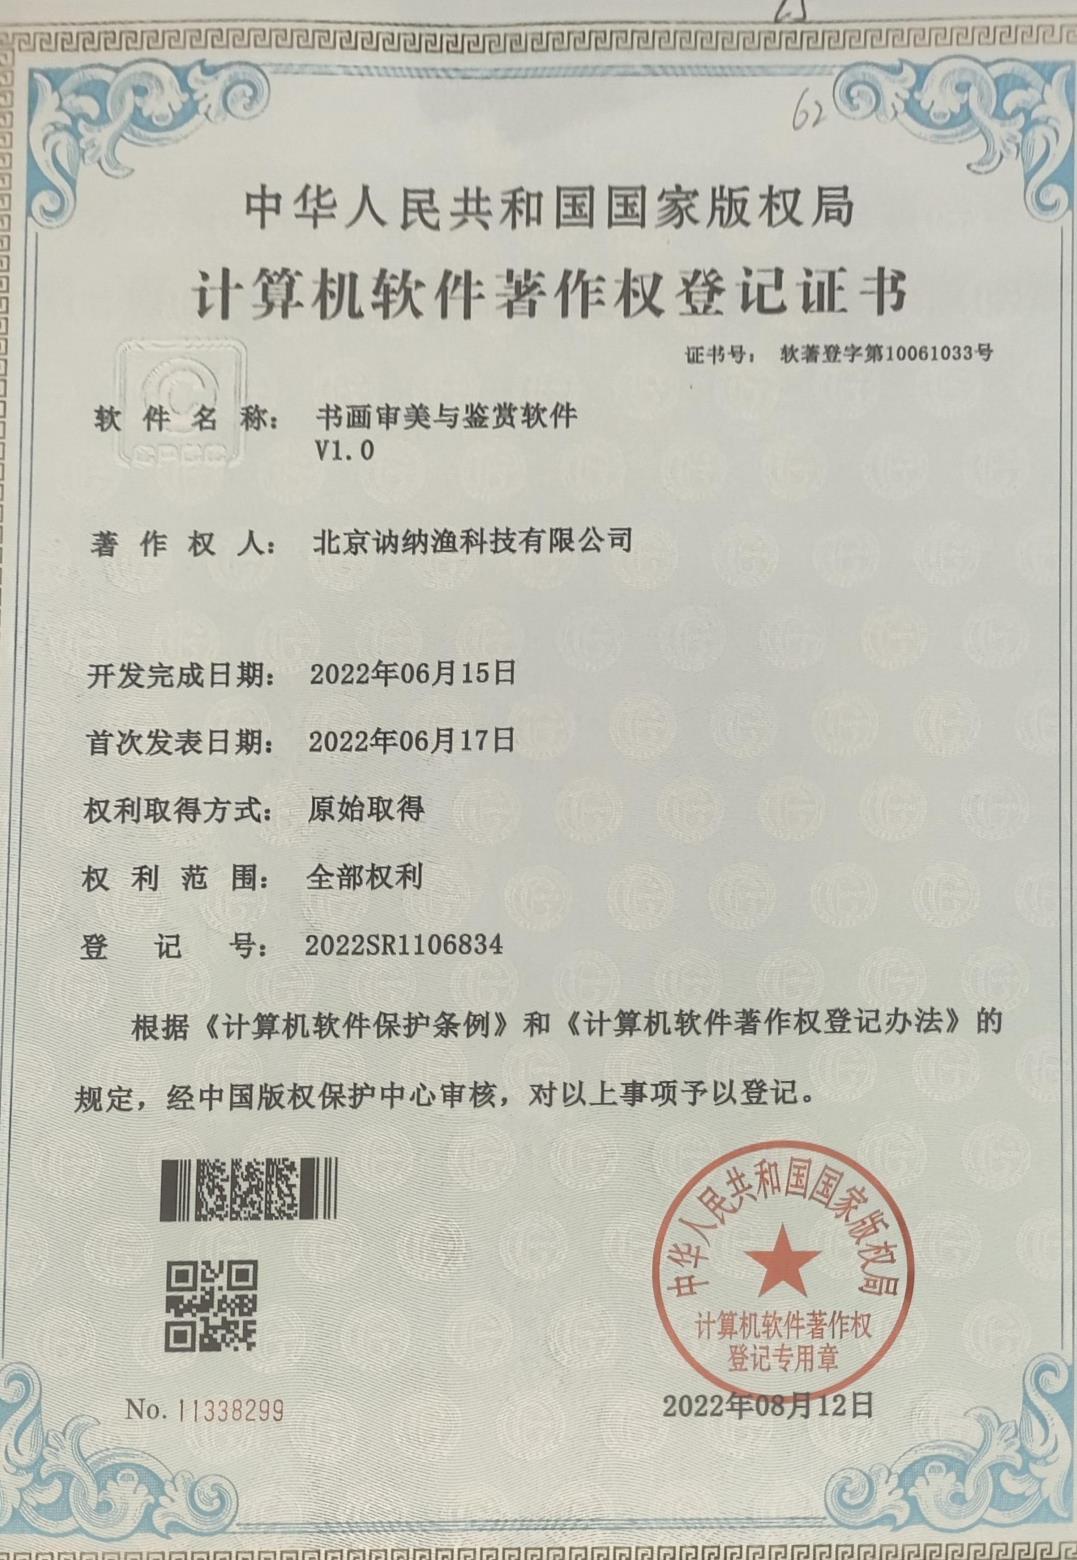 62
中华人民共和国国家版权局
计算机软件著作权登记证书
证书号： 软著登字第10061033号
软件名称： 书画审美与鉴赏软件
V1.0
著作权人： 北京讷纳渔科技有限公司
开发完成日期： 2022年06月15日
首次发表日期： 2022年06月17日
权利取得方式： 原始取得
权利范围： 全部权利
登记号： 2022SR1106834
根据《计算机软件保护条例》和《计算机软件著作权登记办法》的
规定，经中国版权保护中心审核，对以上事项予以登记。
中华人民共和国国家版权局
计算机软件著作权
登记专用章
No. 11338299
2022年08月12日
CPCC